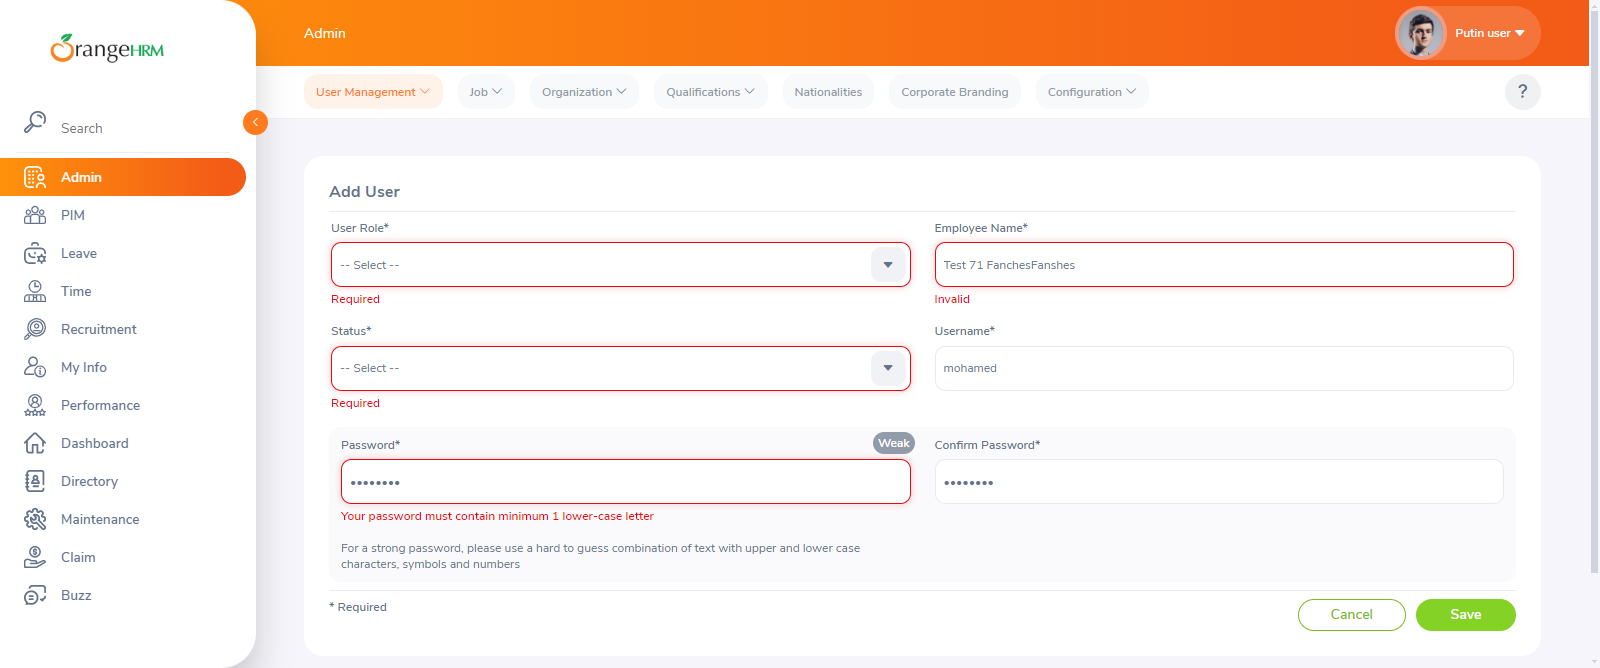 OrangeHRM
Search
Admin
PIM
Leave
Time
Recruitment
My Info
Performance
Dashboard
Directory
Maintenance
Claim
Buzz
Admin
Putin user
User Management
Job
Organization
Qualifications
Nationalities
Corporate Branding
Configuration
?
Add User
User Role*
-- Select --
Required
Employee Name*
Test 71 FanchesFanshes
Invalid
Status*
-- Select --
Required
Username*
mohamed
Password*
Weak
Your password must contain minimum 1 lower-case letter
For a strong password, please use a hard to guess combination of text with upper and lower case
characters, symbols and numbers
Confirm Password*
* Required
Cancel
Save